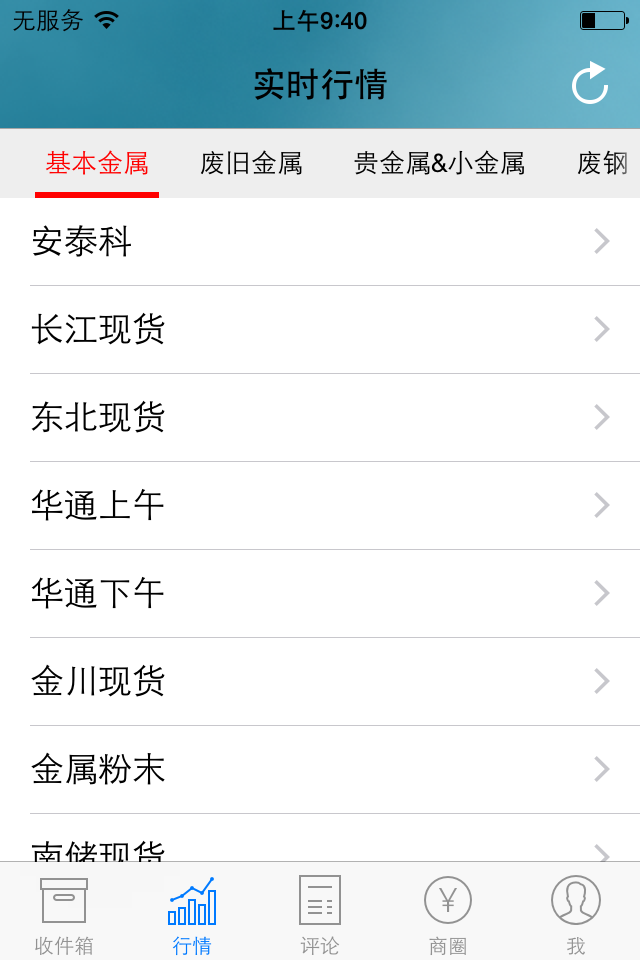 无服务 上午9:40
实时行情
基本金属 废旧金属 贵金属&小金属 废钢
安泰科
长江现货
东北现货
华通上午
华通下午
金川现货
金属粉末
南储现货
收件箱 行情 评论 商圈 我